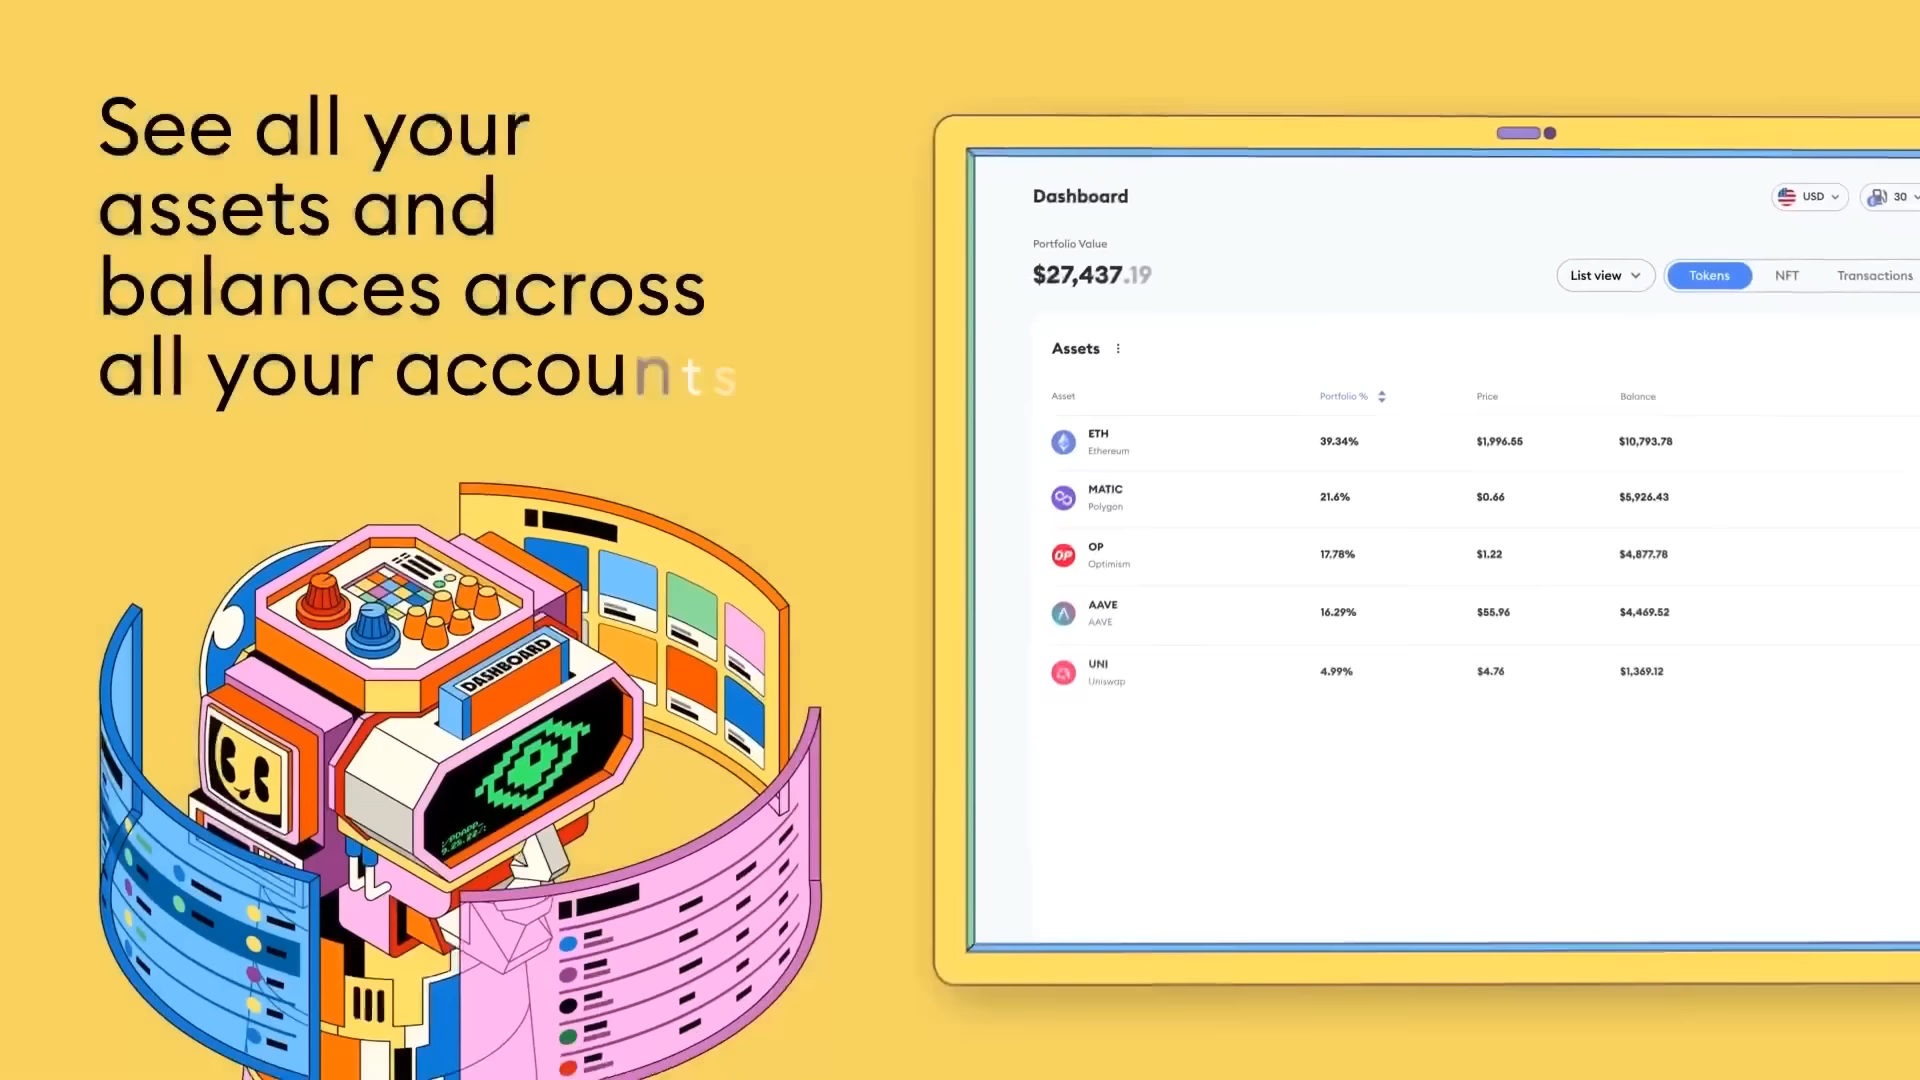 See all your
assets and
balances across
all your accounts
Dashboard
USD
30
Portfolio Value
$27,437.19
List view
Tokens
NFT
Transactions
Assets
Asset
Portfolio %
Price
Balance
ETH
Ethereum
39.34%
$1,996.55
$10,793.78
MATIC
Polygon
21.6%
$0.66
$5,926.43
OP
OP
Optimism
17.78%
$1.22
$4,877.78
AAVE
AAVE
16.29%
$55.96
$4,469.52
UNI
Uniswap
4.99%
$4.76
$1,369.12
DASHBOARD